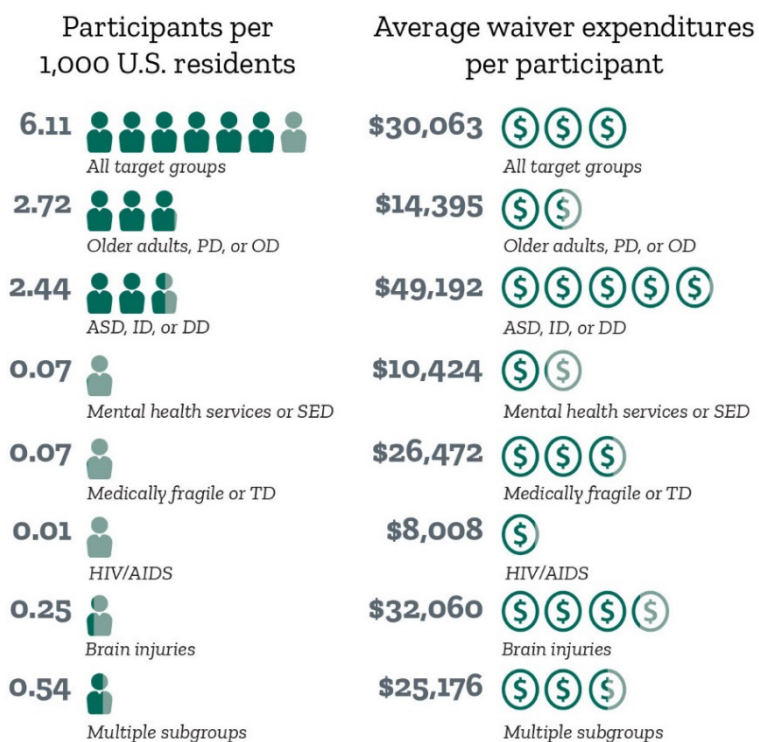 Participants per
1,000 U.S. residents
6.11
All target groups
2.72
Older adults, PD, or OD
2.44
ASD, ID, or DD
0.07
Mental health services or SED
0.07
Medically fragile or TD
0.01
HIV/AIDS
0.25
Brain injuries
0.54
Multiple subgroups
Average waiver expenditures
per participant
$30,063 $ $ $
All target groups
$14,395 $ $
Older adults, PD, or OD
$49,192 $ $ $ $ $
ASD, ID, or DD
$10,424 $ $
Mental health services or SED
$26,472 $ $ $
Medically fragile or TD
$8,008 $
HIV/AIDS
$32,060 $ $ $ $
Brain injuries
$25,176 $ $ $
Multiple subgroups